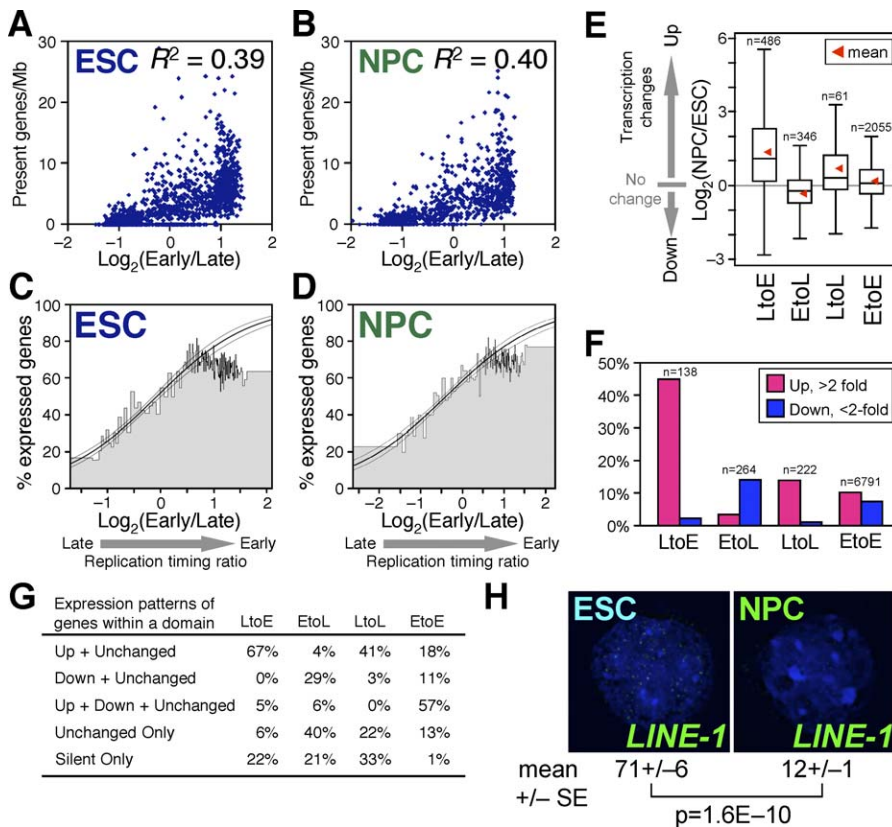 A
ESC R² = 0.39
Present genes/Mb
30
20
10
0
−2 −1 0 1 2
Log2(Early/Late)
B
NPC R² = 0.40
Present genes/Mb
30
20
10
0
−2 −1 0 1 2
Log2(Early/Late)
C
ESC
% expressed genes
100
80
60
40
20
0
−1 0 1 2
Log2(Early/Late)
Late Early
Replication timing ratio
D
NPC
% expressed genes
100
80
60
40
20
0
−2 −1 0 1 2
Log2(Early/Late)
Late Early
Replication timing ratio
E
Up
Transcription changes
No change
Down
Log2(NPC/ESC)
6
3
0
−3
mean
n=486
n=346
n=61
n=2055
LtoE EtoL LtoL EtoE
F
50%
40%
30%
20%
10%
0%
Up, >2 fold
Down, <2-fold
n=138
n=264
n=222
n=6791
LtoE EtoL LtoL EtoE
G
Expression patterns of
genes within a domain LtoE EtoL LtoL EtoE
Up + Unchanged 67% 4% 41% 18%
Down + Unchanged 0% 29% 3% 11%
Up + Down + Unchanged 5% 6% 0% 57%
Unchanged Only 6% 40% 22% 13%
Silent Only 22% 21% 33% 1%
H
ESC NPC
LINE-1 LINE-1
mean 71+/−6 12+/−1
+/− SE
p=1.6E−10